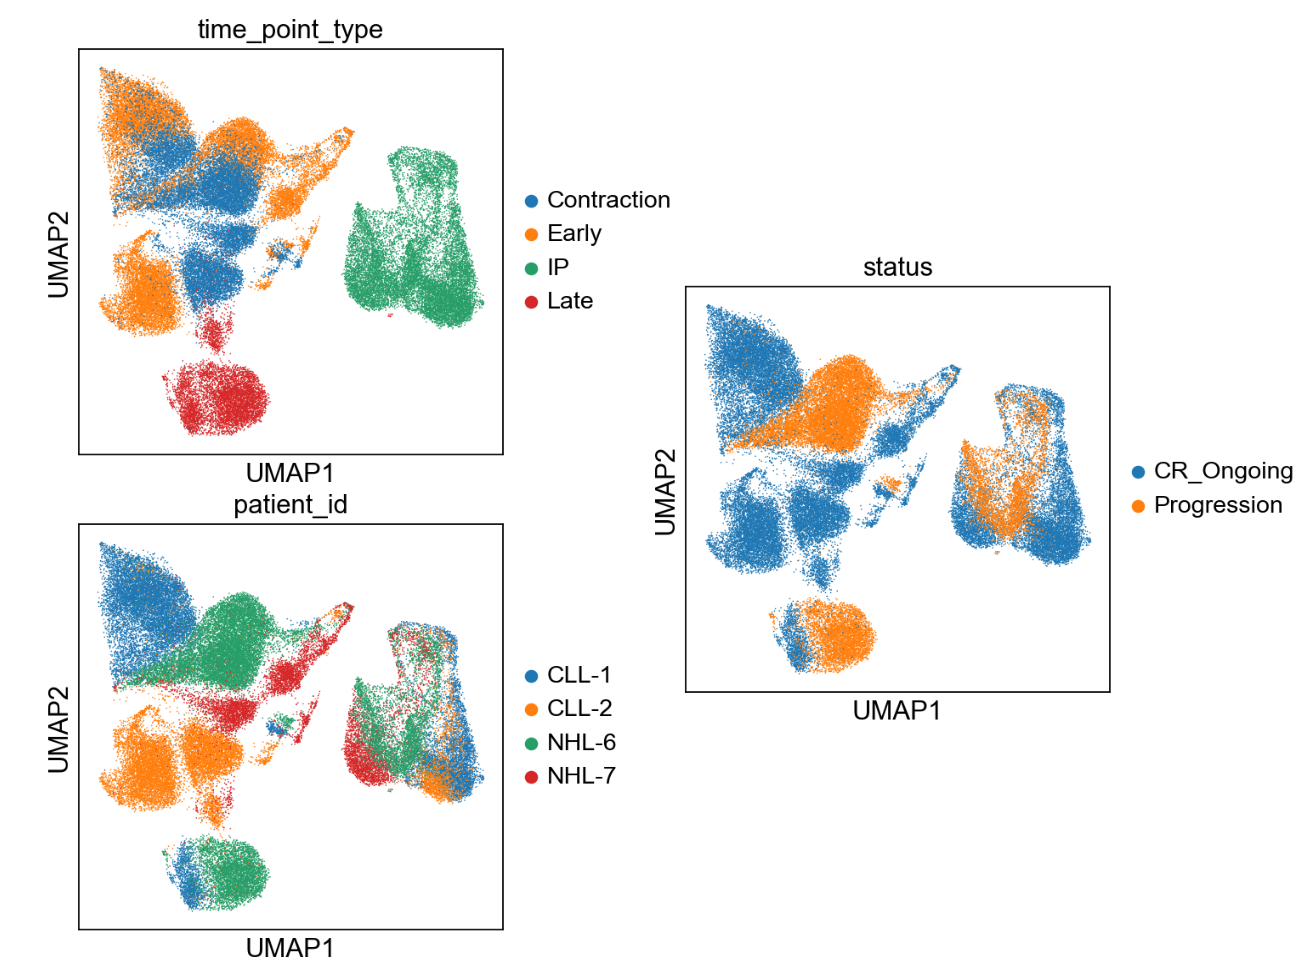 time_point_type
UMAP2
UMAP1
Contraction
Early
IP
Late
status
UMAP2
UMAP1
CR_Ongoing
Progression
patient_id
UMAP2
UMAP1
CLL-1
CLL-2
NHL-6
NHL-7